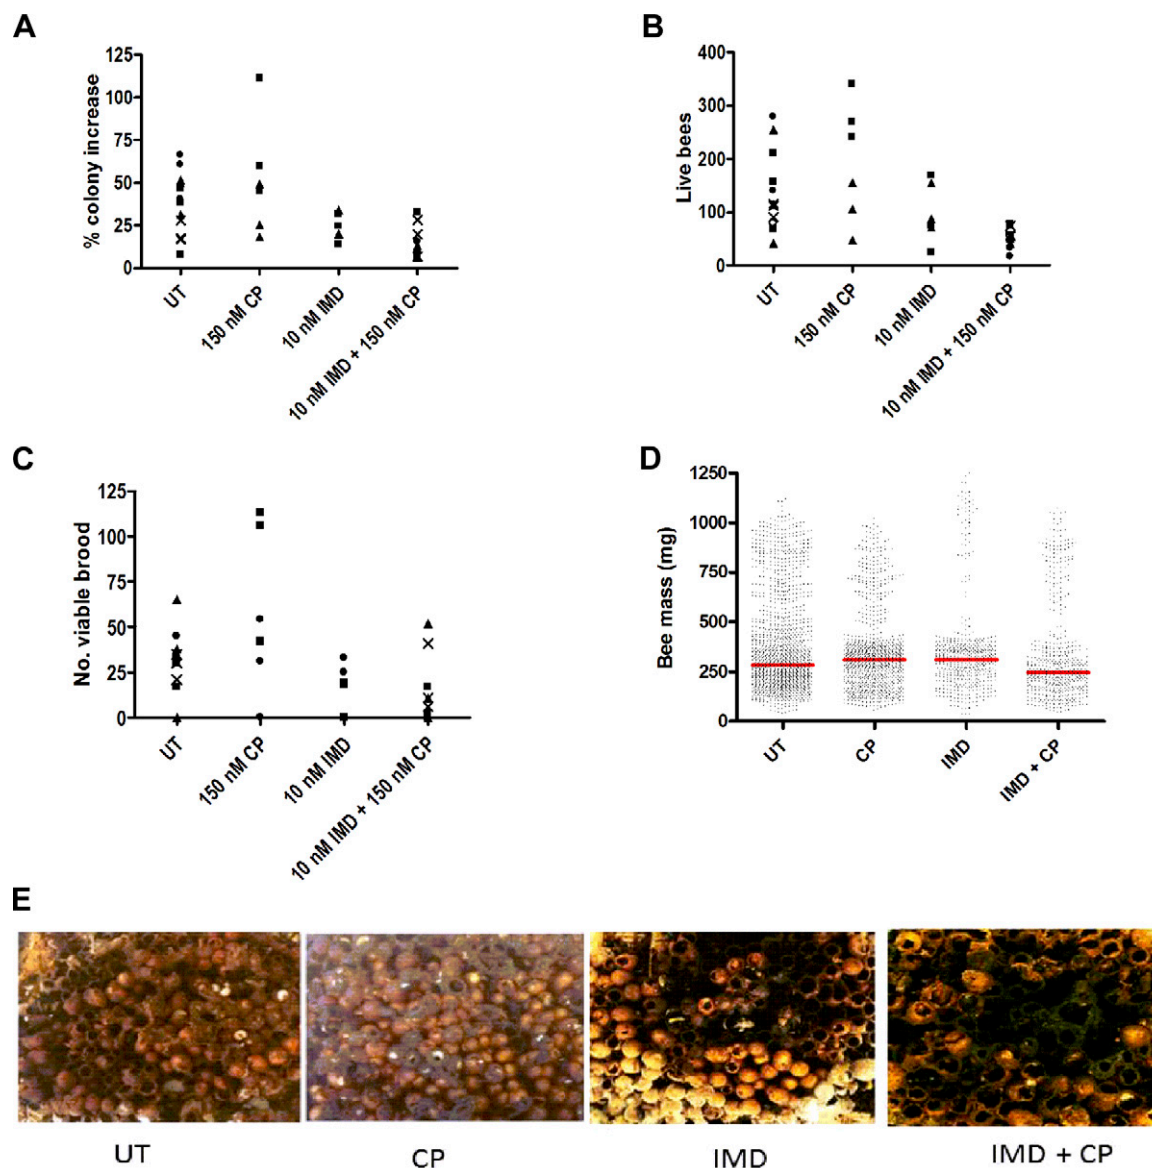 A
% colony increase
125
100
75
50
25
0
UT
150 nM CP
10 nM IMD
10 nM IMD + 150 nM CP
B
Live bees
400
300
200
100
0
UT
150 nM CP
10 nM IMD
10 nM IMD + 150 nM CP
C
No. viable brood
125
100
75
50
25
0
UT
150 nM CP
10 nM IMD
10 nM IMD + 150 nM CP
D
Bee mass (mg)
1250
1000
750
500
250
0
UT
CP
IMD
IMD + CP
E
UT
CP
IMD
IMD + CP